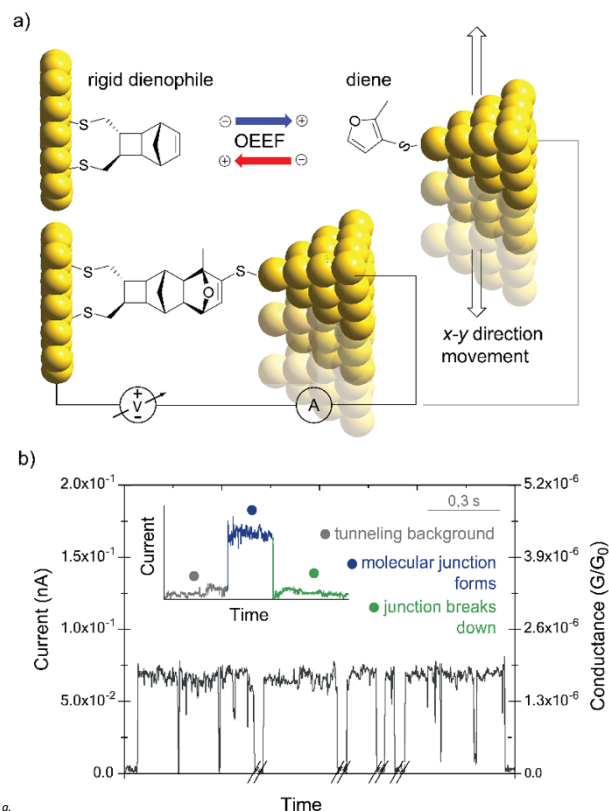 a)
rigid dienophile
diene
S
S
⊖ ⊕
OEEF
⊕ ⊖
O
S
S
S
O
S
x-y direction
movement
+
V
−
A
b)
2.0x10⁻¹
1.5x10⁻¹
1.0x10⁻¹
5.0x10⁻²
0.0
Current (nA)
Current
Time
0,3 s
tunneling background
molecular junction
forms
junction breaks
down
5.2x10⁻⁶
3.9x10⁻⁶
2.6x10⁻⁶
1.3x10⁻⁶
0.0
Conductance (G/G₀)
Time
a.